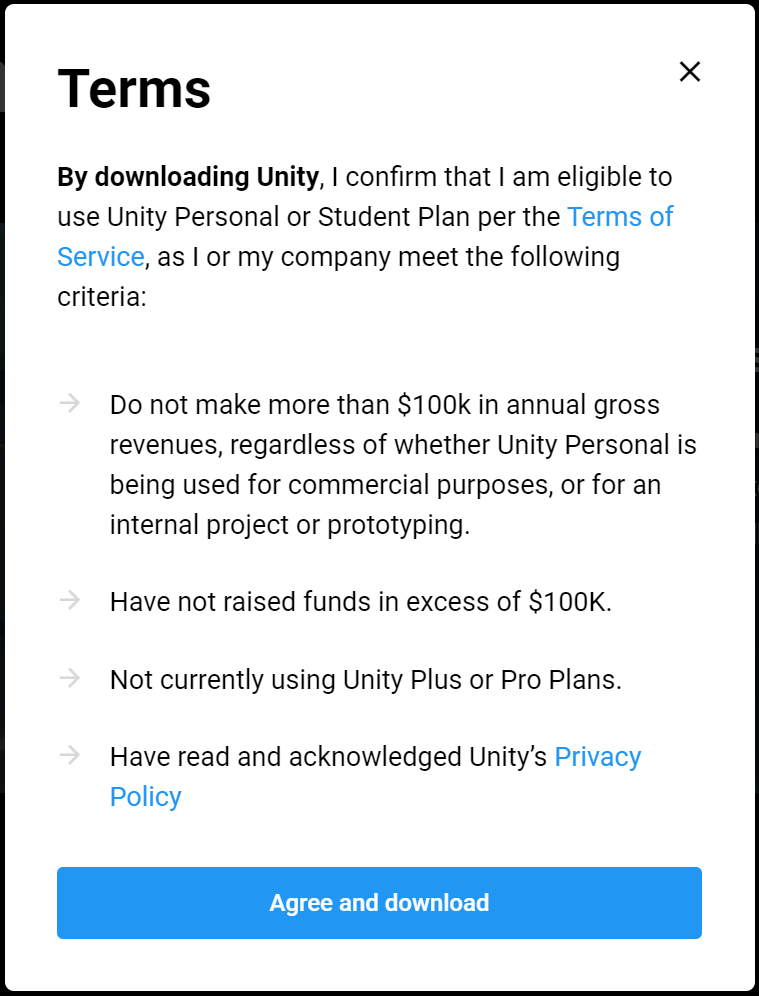 Terms
By downloading Unity, I confirm that I am eligible to
use Unity Personal or Student Plan per the Terms of
Service, as I or my company meet the following
criteria:
Do not make more than $100k in annual gross
revenues, regardless of whether Unity Personal is
being used for commercial purposes, or for an
internal project or prototyping.
Have not raised funds in excess of $100K.
Not currently using Unity Plus or Pro Plans.
Have read and acknowledged Unity’s Privacy
Policy
Agree and download